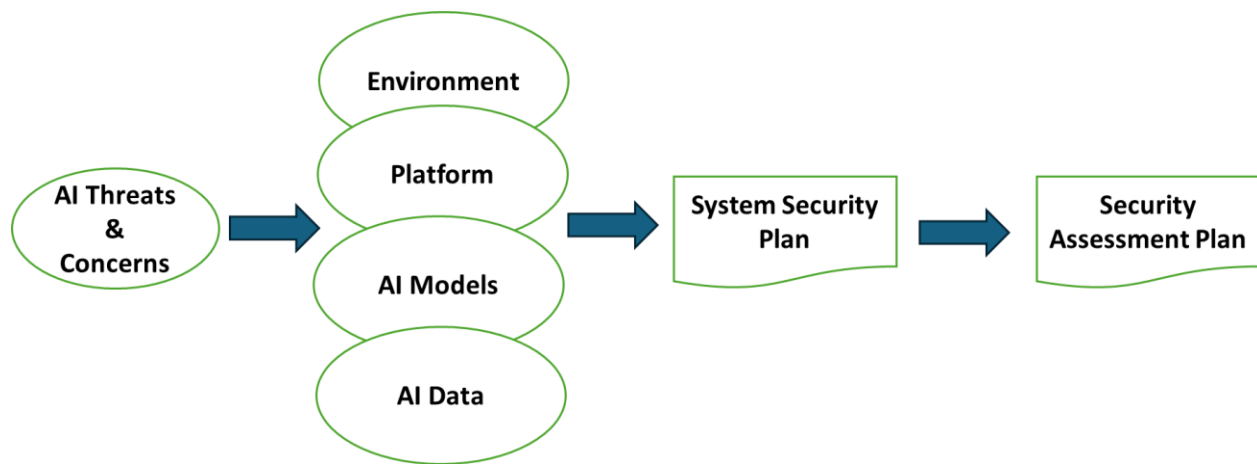 AI Threats
&
Concerns
Environment
Platform
AI Models
AI Data
System Security
Plan
Security
Assessment Plan